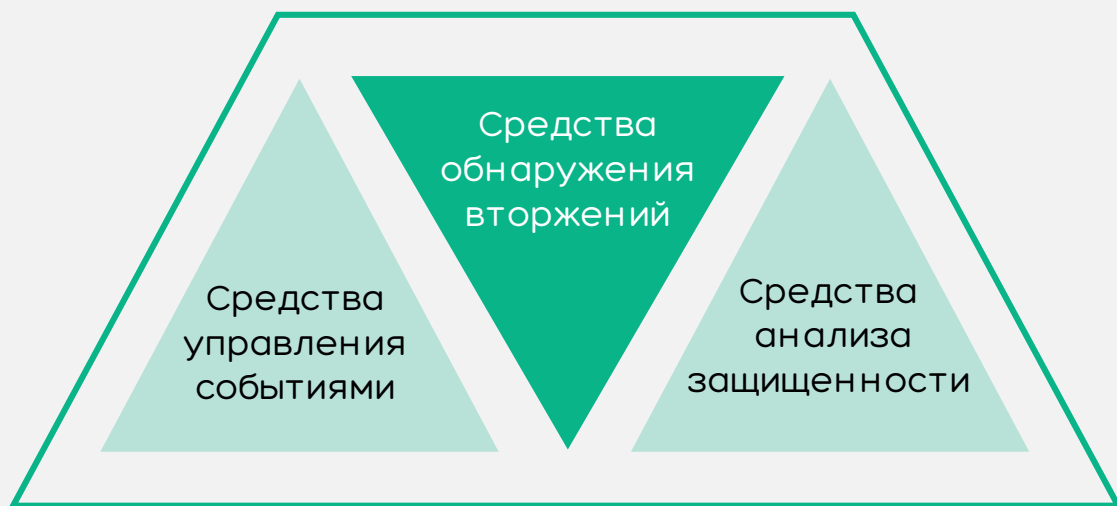 Средства
обнаружения
вторжений
Средства
управления
событиями
Средства
анализа
защищенности